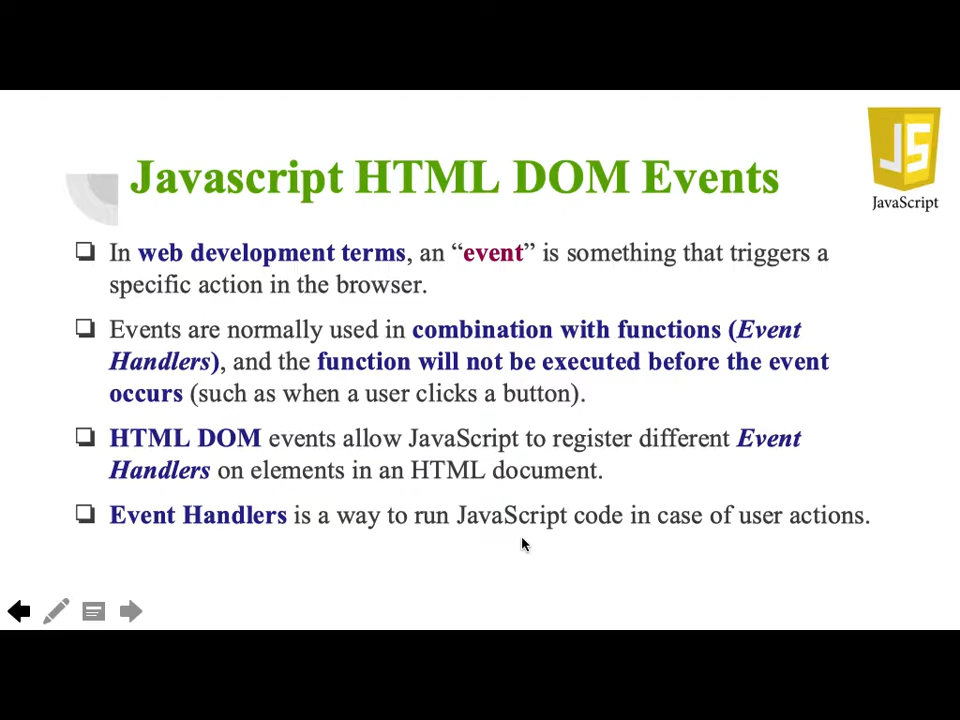 JS
JavaScript
Javascript HTML DOM Events
❑ In web development terms, an “event” is something that triggers a
specific action in the browser.
❑ Events are normally used in combination with functions (Event
Handlers), and the function will not be executed before the event
occurs (such as when a user clicks a button).
❑ HTML DOM events allow JavaScript to register different Event
Handlers on elements in an HTML document.
❑ Event Handlers is a way to run JavaScript code in case of user actions.